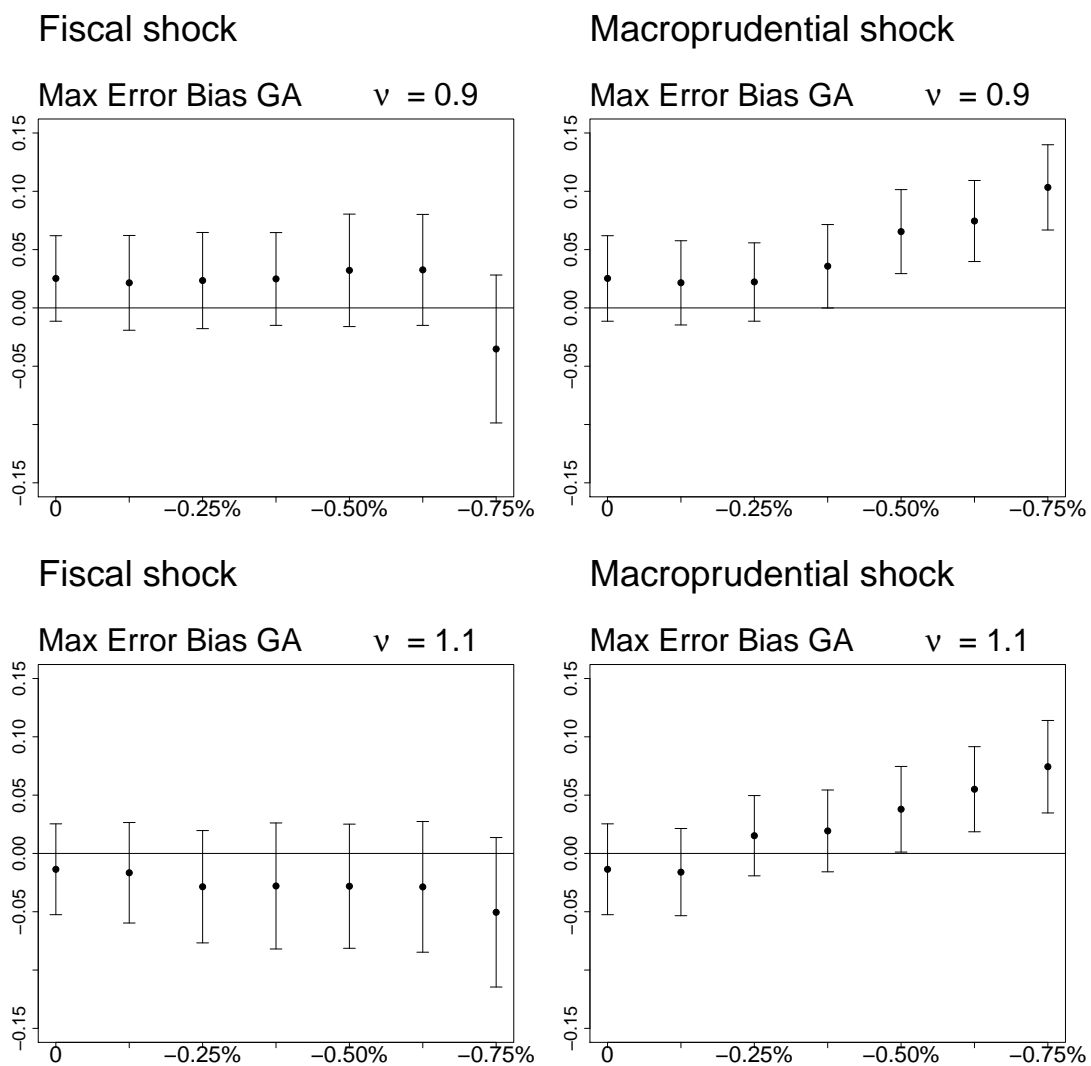 Fiscal shock
Max Error Bias GA ν = 0.9
0.15
0.10
0.05
0.00
−0.05
−0.15
0 −0.25% −0.50% −0.75%
Macroprudential shock
Max Error Bias GA ν = 0.9
0.15
0.10
0.05
0.00
−0.05
−0.15
0 −0.25% −0.50% −0.75%
Fiscal shock
Max Error Bias GA ν = 1.1
0.15
0.10
0.05
0.00
−0.05
−0.15
0 −0.25% −0.50% −0.75%
Macroprudential shock
Max Error Bias GA ν = 1.1
0.15
0.10
0.05
0.00
−0.05
−0.15
0 −0.25% −0.50% −0.75%